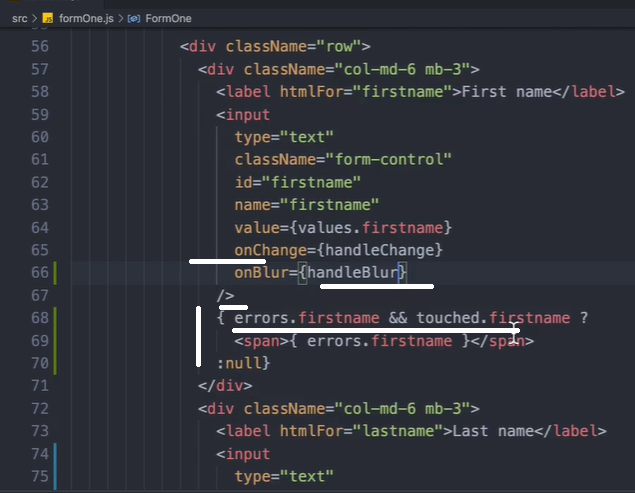 src > JS formOne.js > FormOne
56 <div className="row">
57 <div className="col-md-6 mb-3">
58 <label htmlFor="firstname">First name</label>
59 <input
60 type="text"
61 className="form-control"
62 id="firstname"
63 name="firstname"
64 value={values.firstname}
65 onChange={handleChange}
66 onBlur={handleBlur}
67 />
68 { errors.firstname && touched.firstname ?
69 <span>{ errors.firstname }</span>
70 :null}
71 </div>
72 <div className="col-md-6 mb-3">
73 <label htmlFor="lastname">Last name</label>
74 <input
75 type="text"